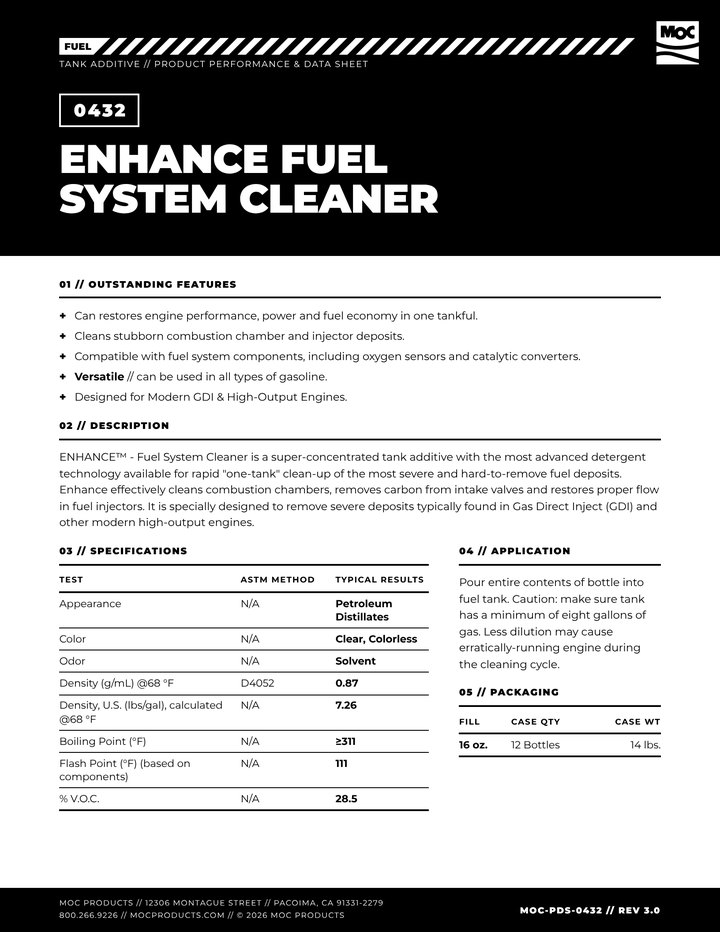 FUEL
MOC
TANK ADDITIVE // PRODUCT PERFORMANCE & DATA SHEET
0432
ENHANCE FUEL
SYSTEM CLEANER
01 // OUTSTANDING FEATURES
+ Can restores engine performance, power and fuel economy in one tankful.
+ Cleans stubborn combustion chamber and injector deposits.
+ Compatible with fuel system components, including oxygen sensors and catalytic converters.
+ Versatile // can be used in all types of gasoline.
+ Designed for Modern GDI & High-Output Engines.
02 // DESCRIPTION
ENHANCE™ - Fuel System Cleaner is a super-concentrated tank additive with the most advanced detergent
technology available for rapid "one-tank" clean-up of the most severe and hard-to-remove fuel deposits.
Enhance effectively cleans combustion chambers, removes carbon from intake valves and restores proper flow
in fuel injectors. It is specially designed to remove severe deposits typically found in Gas Direct Inject (GDI) and
other modern high-output engines.
03 // SPECIFICATIONS
TEST ASTM METHOD TYPICAL RESULTS
Appearance N/A Petroleum
Distillates
Color N/A Clear, Colorless
Odor N/A Solvent
Density (g/mL) @68 °F D4052 0.87
Density, U.S. (lbs/gal), calculated N/A 7.26
@68 °F
Boiling Point (°F) N/A ≥311
Flash Point (°F) (based on N/A 111
components)
% V.O.C. N/A 28.5
04 // APPLICATION
Pour entire contents of bottle into
fuel tank. Caution: make sure tank
has a minimum of eight gallons of
gas. Less dilution may cause
erratically-running engine during
the cleaning cycle.
05 // PACKAGING
FILL CASE QTY CASE WT
16 oz. 12 Bottles 14 lbs.
MOC PRODUCTS // 12306 MONTAGUE STREET // PACOIMA, CA 91331-2779
800.266.9226 // MOCPRODUCTS.COM // © 2026 MOC PRODUCTS
MOC-PDS-0432 // REV 3.0